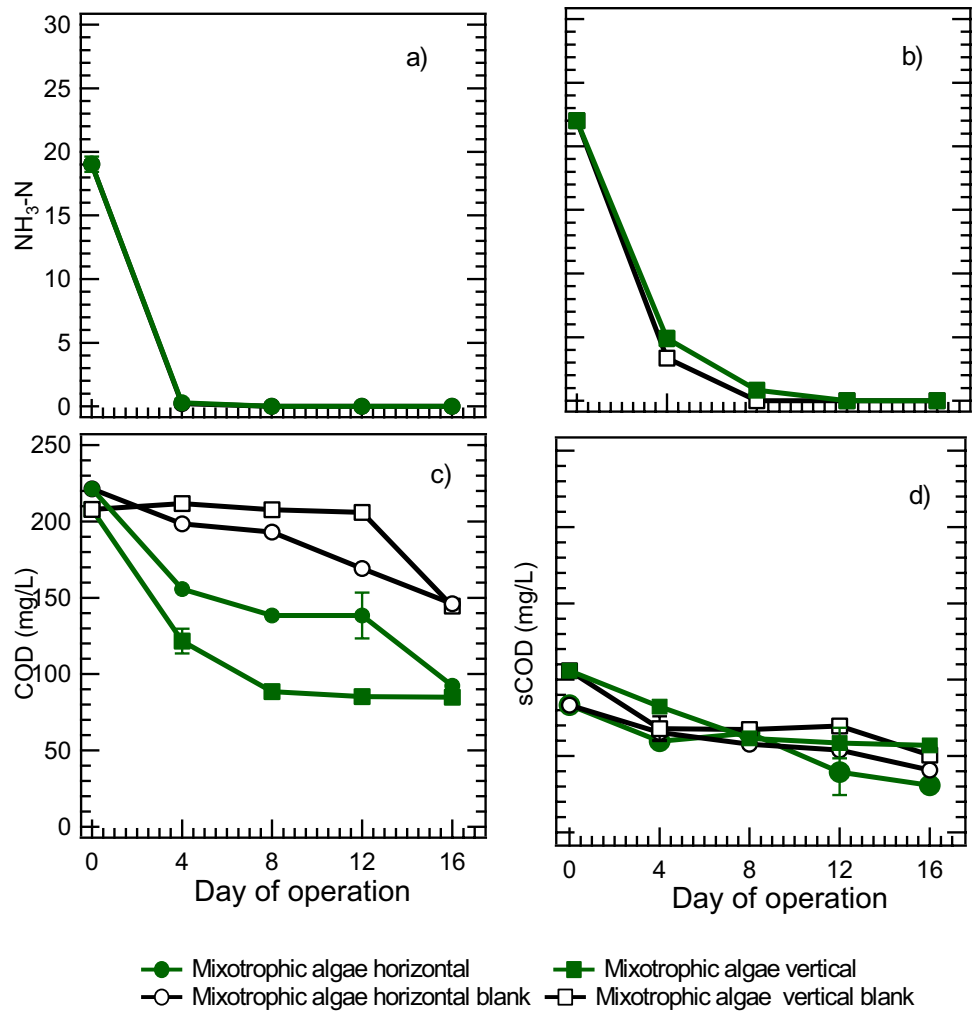 30
25
20
15
10
5
0
NH3-N
a)
b)
250
200
150
100
50
0
COD (mg/L)
c)
sCOD (mg/L)
d)
0 4 8 12 16
Day of operation
0 4 8 12 16
Day of operation
Mixotrophic algae horizontal
Mixotrophic algae vertical
Mixotrophic algae horizontal blank
Mixotrophic algae vertical blank